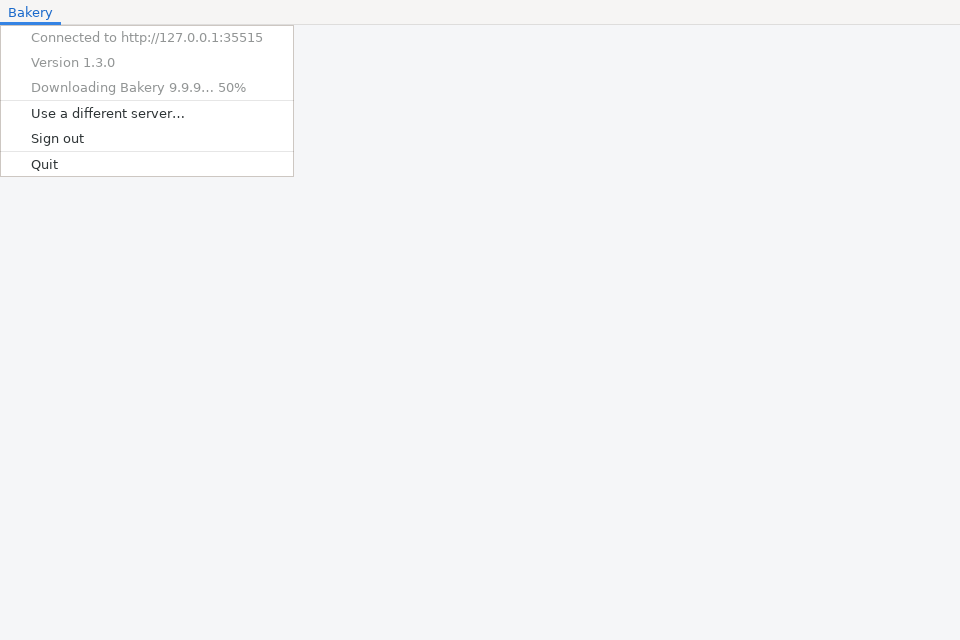 Bakery
Connected to http://127.0.0.1:35515
Version 1.3.0
Downloading Bakery 9.9.9… 50%
Use a different server…
Sign out
Quit